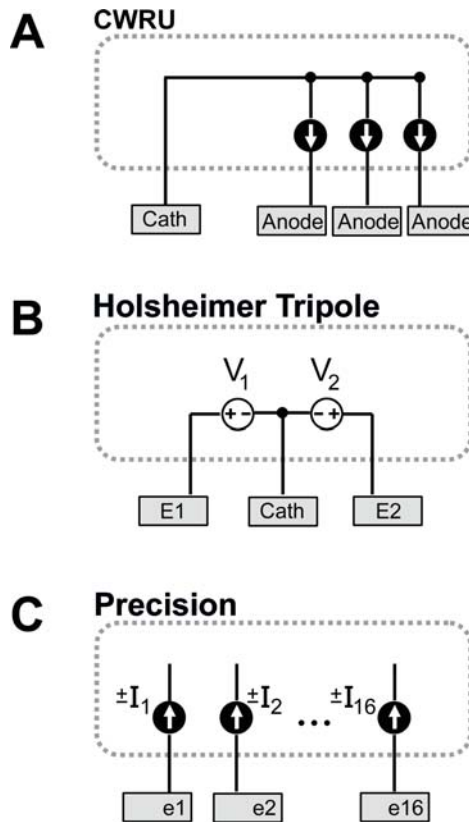 A
CWRU
Cath
Anode
Anode
Anode
B
Holsheimer Tripole
V1
V2
+ -
- +
E1
Cath
E2
C
Precision
±I1
±I2
...
±I16
e1
e2
e16